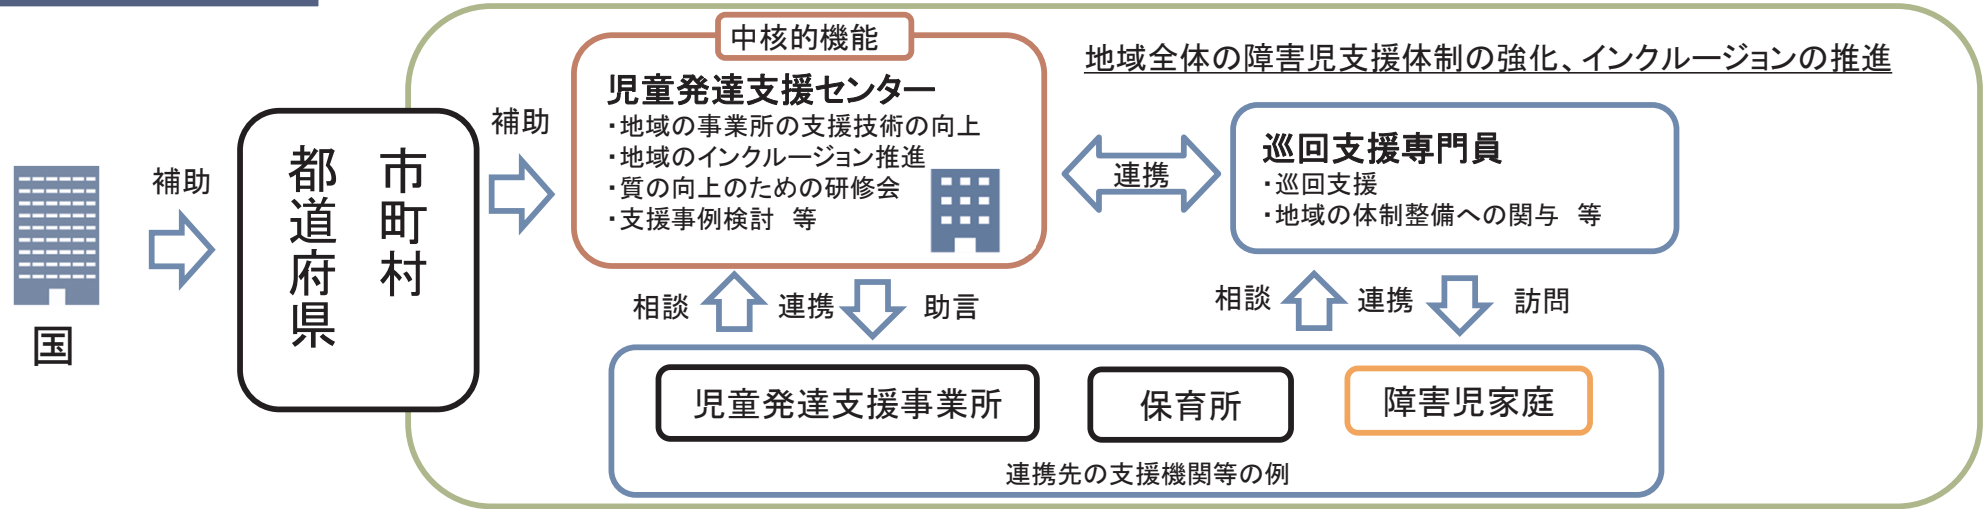 国
補助
都道府県
市町村
補助
中核的機能
児童発達支援センター
・地域の事業所の支援技術の向上
・地域のインクルージョン推進
・質の向上のための研修会
・支援事例検討　等
地域全体の障害児支援体制の強化、インクルージョンの推進
連携
巡回支援専門員
・巡回支援
・地域の体制整備への関与　等
相談
連携
助言
相談
連携
訪問
児童発達支援事業所
保育所
障害児家庭
連携先の支援機関等の例